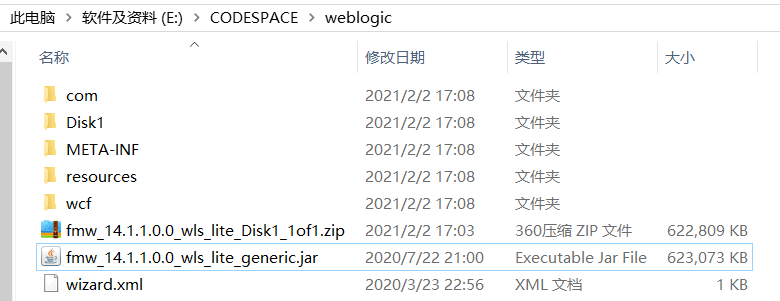 此电脑 > 软件及资料 (E:) > CODESPACE > weblogic
名称 修改日期 类型 大小
com 2021/2/2 17:08 文件夹
Disk1 2021/2/2 17:08 文件夹
META-INF 2021/2/2 17:08 文件夹
resources 2021/2/2 17:08 文件夹
wcf 2021/2/2 17:08 文件夹
fmw_14.1.1.0.0_wls_lite_Disk1_1of1.zip 2021/2/2 17:03 360压缩 ZIP 文件 622,809 KB
fmw_14.1.1.0.0_wls_lite_generic.jar 2020/7/22 21:00 Executable Jar File 623,073 KB
wizard.xml 2020/3/23 22:56 XML 文档 1 KB